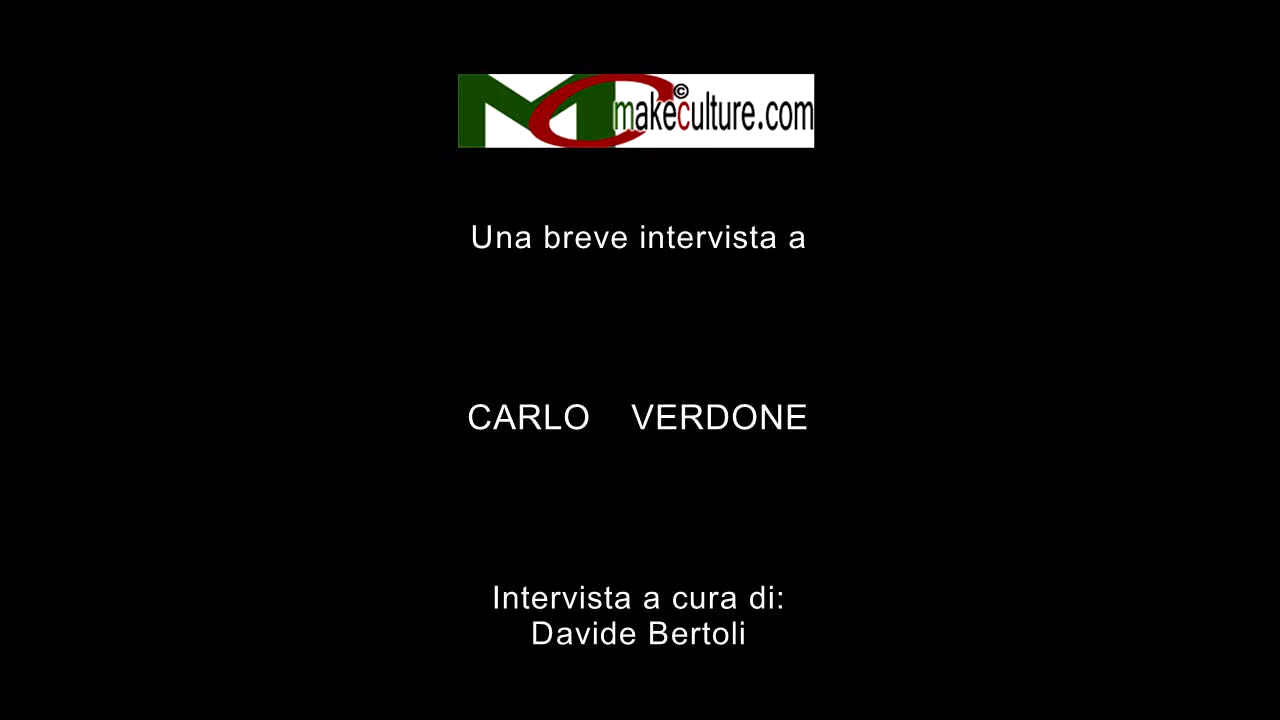 makeculture.com
©
Una breve intervista a
CARLO VERDONE
Intervista a cura di:
Davide Bertoli